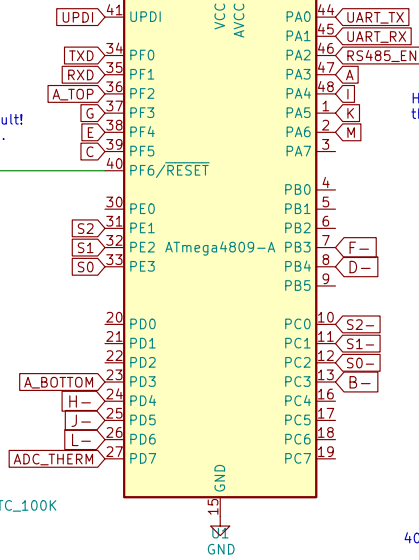 UPDI 41 UPDI VCC AVCC PA0 44 UART_TX
PA1 45 UART_RX
TXD 34 PF0 PA2 46 RS485_EN
RXD 35 PF1 PA3 47 A
A_TOP 36 PF2 PA4 48 I
G 37 PF3 PA5 1 K
ult! E 38 PF4 PA6 2 M
. C 39 PF5 PA7 3
40 PF6/RESET
PB0 4
30 PE0 PB1 5
S2 31 PE1 PB2 6
S1 32 PE2 ATmega4809-A PB3 7 F-
S0 33 PE3 PB4 8 D-
PB5 9
20 PD0 PC0 10 S2-
21 PD1 PC1 11 S1-
22 PD2 PC2 12 S0-
A_BOTTOM 23 PD3 PC3 13 B-
H- 24 PD4 PC4 16
J- 25 PD5 PC5 17
L- 26 PD6 PC6 18
ADC_THERM 27 PD7 PC7 19
GND
15
TC_100K
U1
GND
40